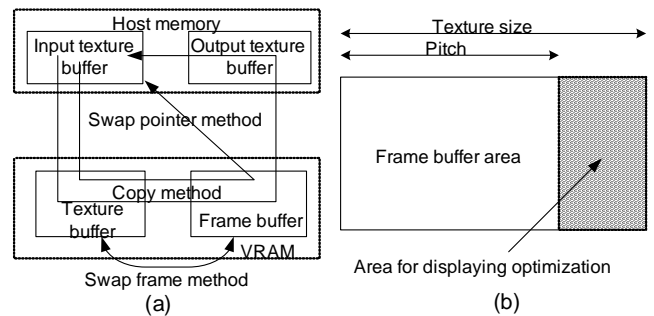 Host memory
Input texture
buffer
Output texture
buffer
Swap pointer method
Copy method
Texture
buffer
Frame buffer
VRAM
Swap frame method
(a)
Texture size
Pitch
Frame buffer area
Area for displaying optimization
(b)